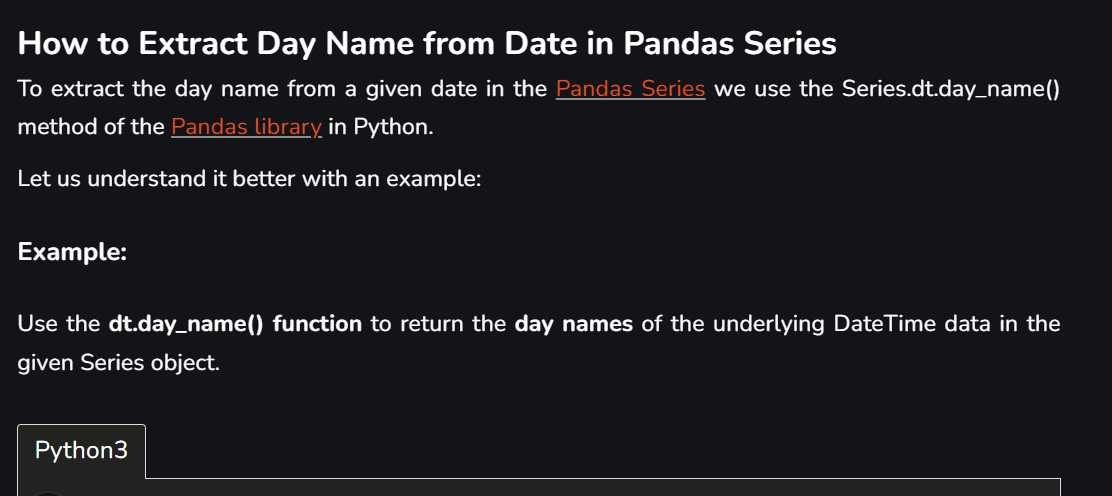 How to Extract Day Name from Date in Pandas Series
To extract the day name from a given date in the Pandas Series we use the Series.dt.day_name()
method of the Pandas library in Python.
Let us understand it better with an example:
Example:
Use the dt.day_name() function to return the day names of the underlying DateTime data in the
given Series object.
Python3